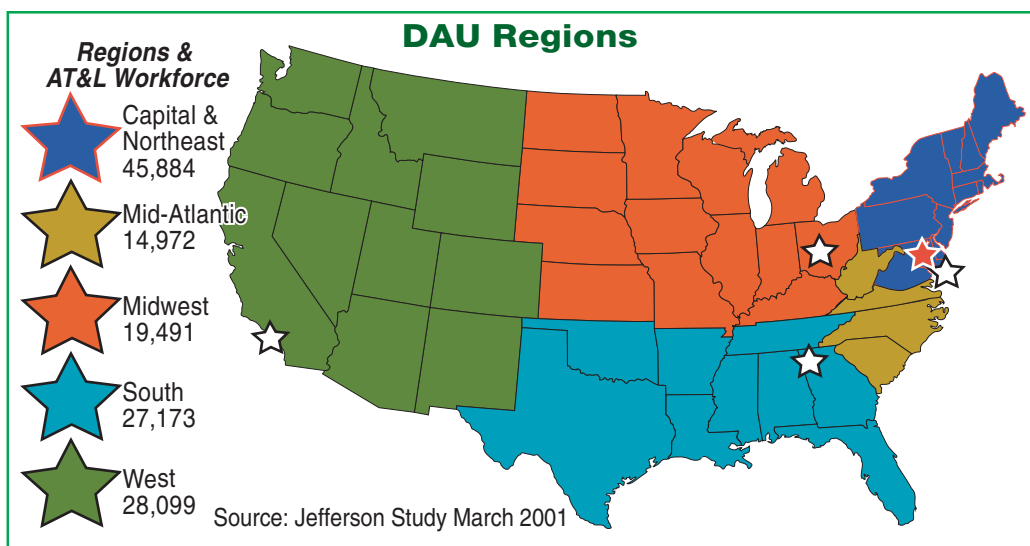 DAU Regions
Regions &
AT&L Workforce
Capital &
Northeast
45,884
Mid-Atlantic
14,972
Midwest
19,491
South
27,173
West
28,099
Source: Jefferson Study March 2001